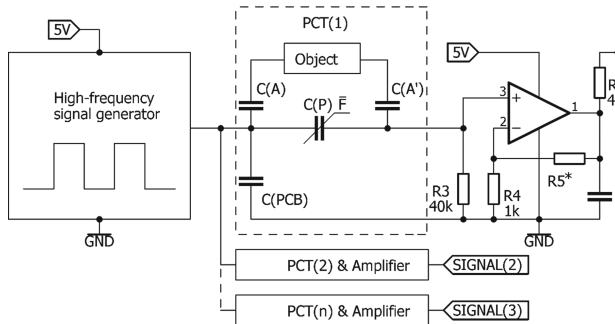 5V
PCT(1)
Object
High-frequency
signal generator
C(A)
C(P) F̅
C(A')
5V
3
+
2
−
1
R
4
R5*
C(PCB)
R3
40k
R4
1k
GND
GND
PCT(2) & Amplifier
SIGNAL(2)
PCT(n) & Amplifier
SIGNAL(3)